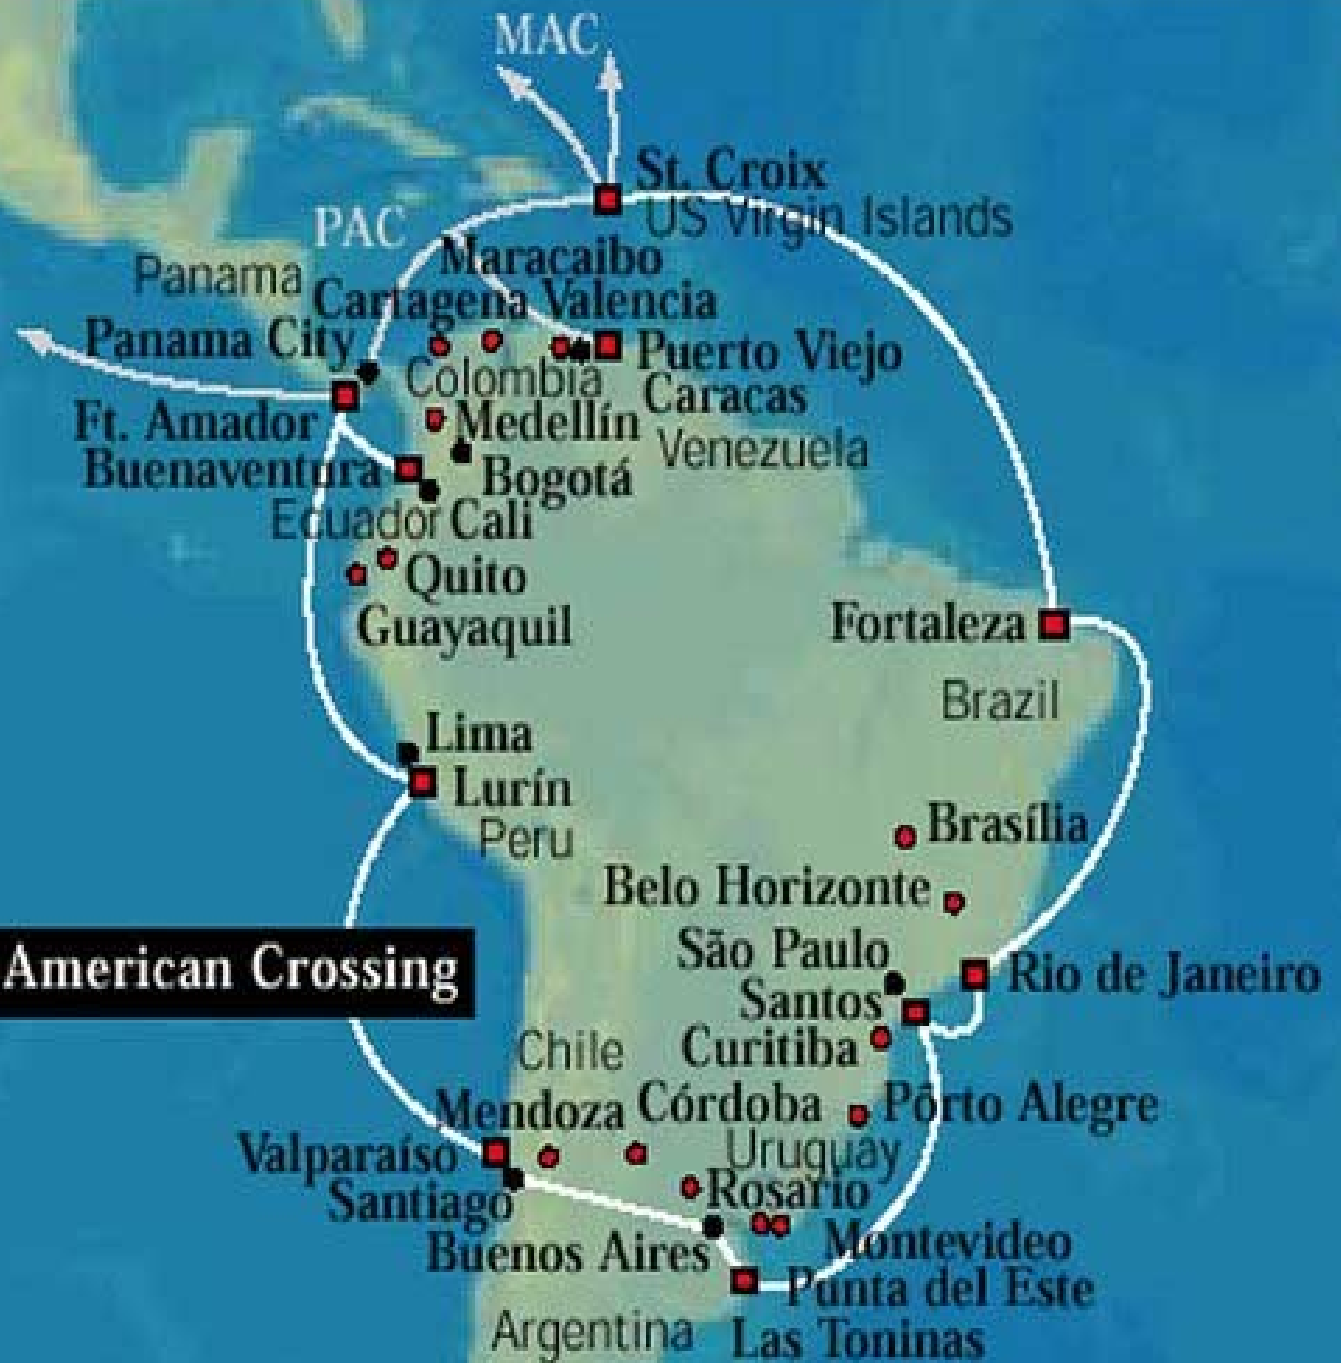 MAC
St. Croix
US Virgin Islands
PAC
Maracaibo
Panama
Cartagena Valencia
Panama City
Puerto Viejo
Colombia
Caracas
Ft. Amador
Medellín
Venezuela
Buenaventura
Bogotá
Ecuador Cali
Quito
Guayaquil
Fortaleza
Brazil
Lima
Lurín
Peru
Brasília
Belo Horizonte
São Paulo
American Crossing
Rio de Janeiro
Santos
Chile
Curitiba
Mendoza Córdoba
Pôrto Alegre
Valparaíso
Uruguay
Santiago
Rosario
Buenos Aires
Montevideo
Punta del Este
Argentina
Las Toninas